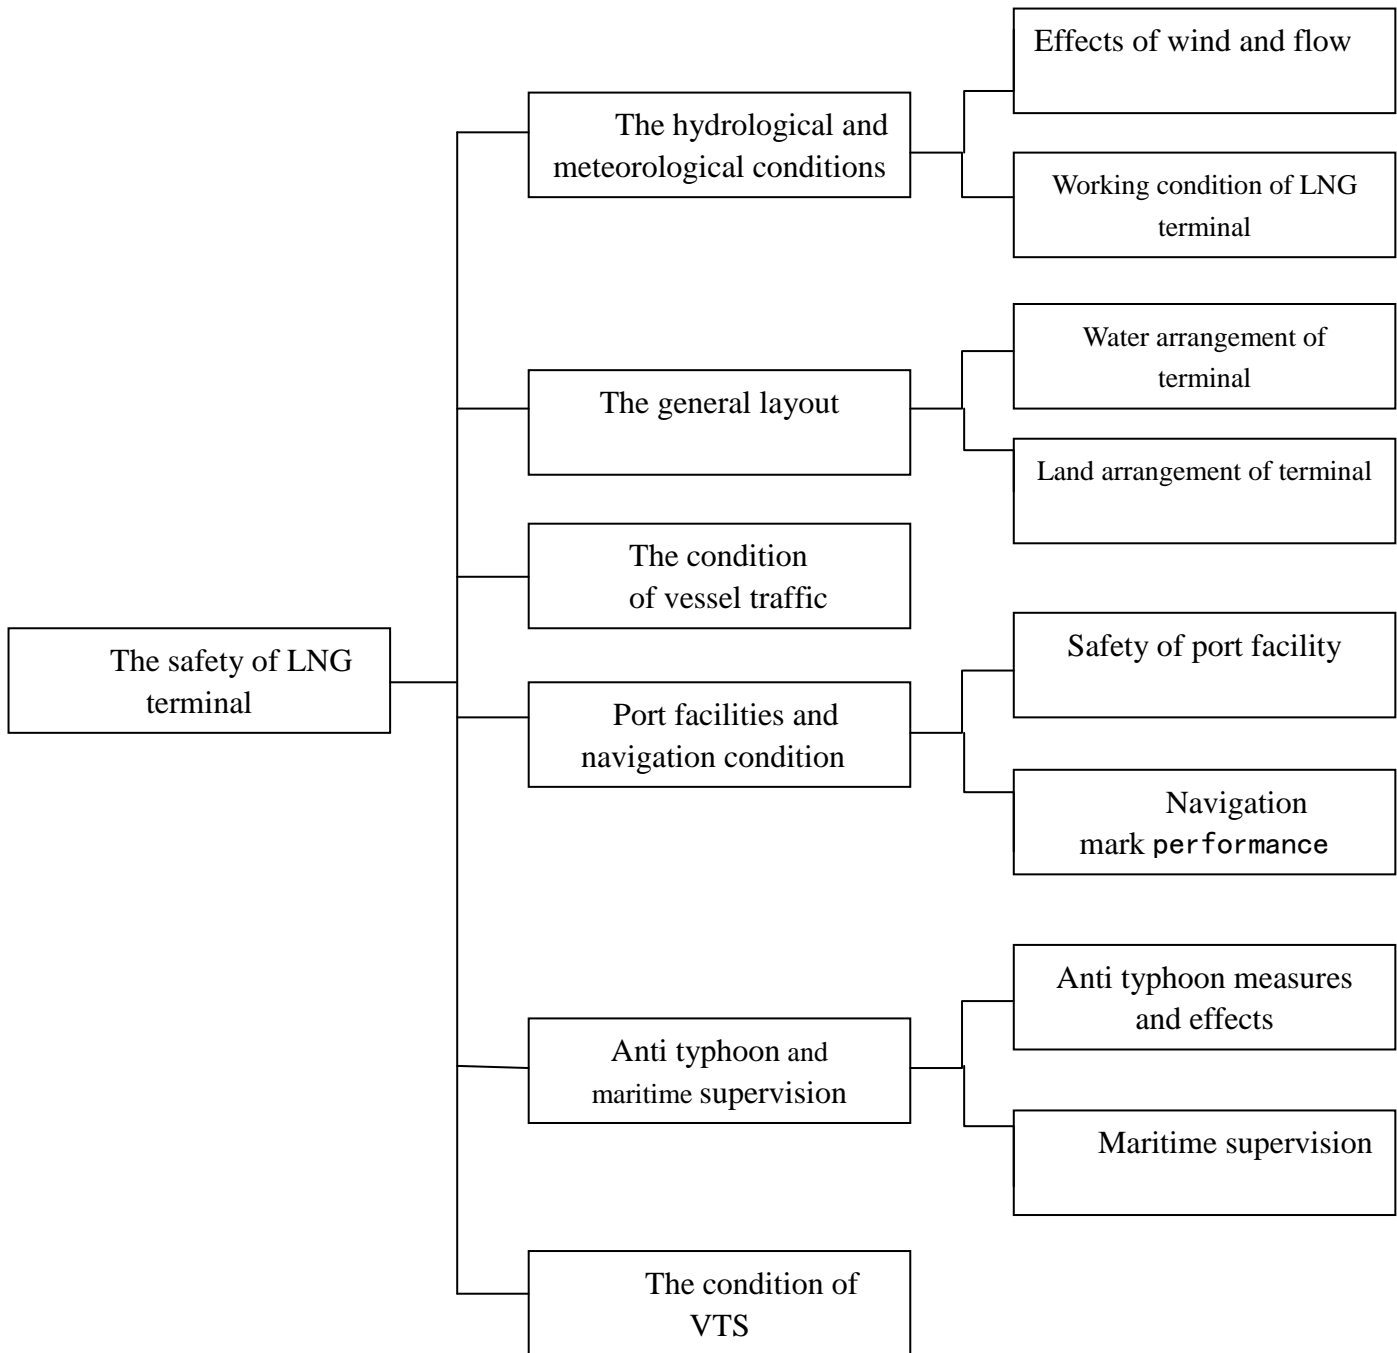 Effects of wind and flow
The hydrological and
meteorological conditions
Working condition of LNG
terminal
Water arrangement of
terminal
The general layout
Land arrangement of terminal
The condition
of vessel traffic
Safety of port facility
The safety of LNG
terminal
Port facilities and
navigation condition
Navigation
mark performance
Anti typhoon measures
and effects
Anti typhoon and
maritime supervision
Maritime supervision
The condition of
VTS